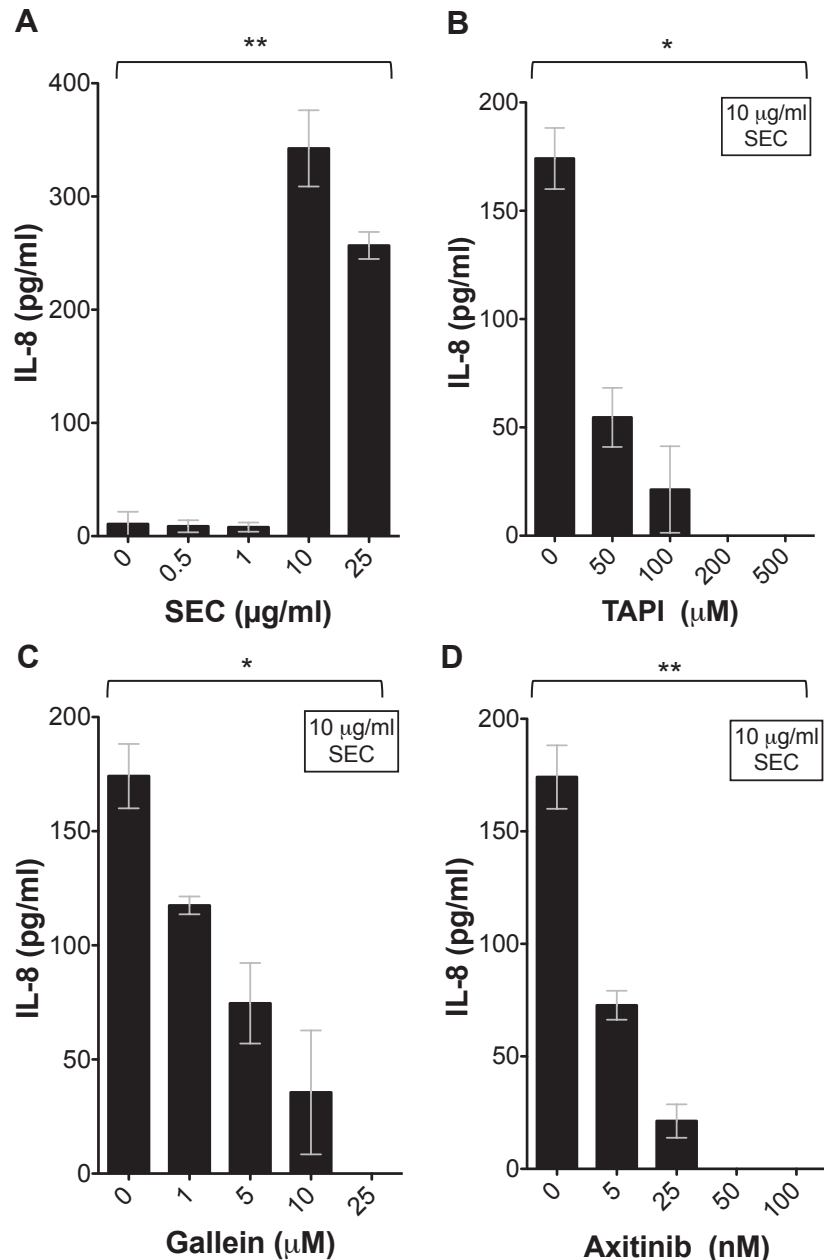 A
**
400
300
200
100
0
IL-8 (pg/ml)
0 0.5 1 10 25
SEC (µg/ml)
B
*
10 µg/ml
SEC
200
150
100
50
0
IL-8 (pg/ml)
0 50 100 200 500
TAPI (µM)
C
*
10 µg/ml
SEC
200
150
100
50
0
IL-8 (pg/ml)
0 1 5 10 25
Gallein (µM)
D
**
10 µg/ml
SEC
200
150
100
50
0
IL-8 (pg/ml)
0 5 25 50 100
Axitinib (nM)